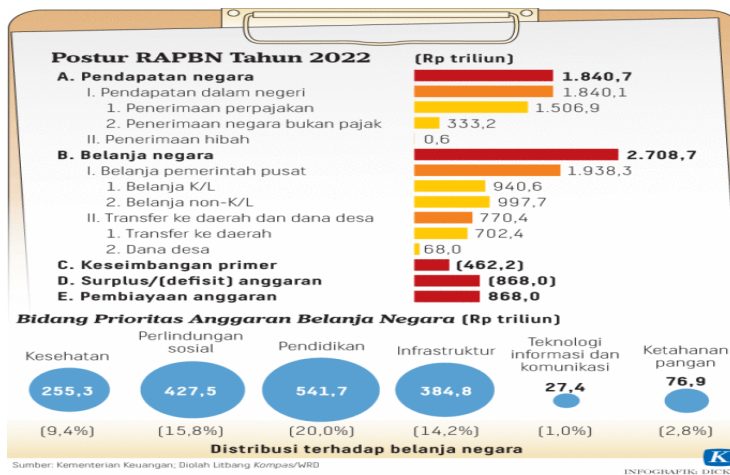 Postur RAPBN Tahun 2022 (Rp triliun)
A. Pendapatan negara 1.840,7
I. Pendapatan dalam negeri 1.840,1
1. Penerimaan perpajakan 1.506,9
2. Penerimaan negara bukan pajak 333,2
II. Penerimaan hibah 0,6
B. Belanja negara 2.708,7
I. Belanja pemerintah pusat 1.938,3
1. Belanja K/L 940,6
2. Belanja non-K/L 997,7
II. Transfer ke daerah dan dana desa 770,4
1. Transfer ke daerah 702,4
2. Dana desa 68,0
C. Keseimbangan primer (462,2)
D. Surplus/(defisit) anggaran (868,0)
E. Pembiayaan anggaran 868,0
Bidang Prioritas Anggaran Belanja Negara (Rp triliun)
Kesehatan
255,3
(9,4%)
Perlindungan
sosial
427,5
(15,8%)
Pendidikan
541,7
(20,0%)
Infrastruktur
384,8
(14,2%)
Teknologi
informasi dan
komunikasi
27,4
(1,0%)
Ketahanan
pangan
76,9
(2,8%)
Distribusi terhadap belanja negara
Sumber: Kementerian Keuangan; Diolah Litbang Kompas/WRD
K
INFOGRAFIK: DICK